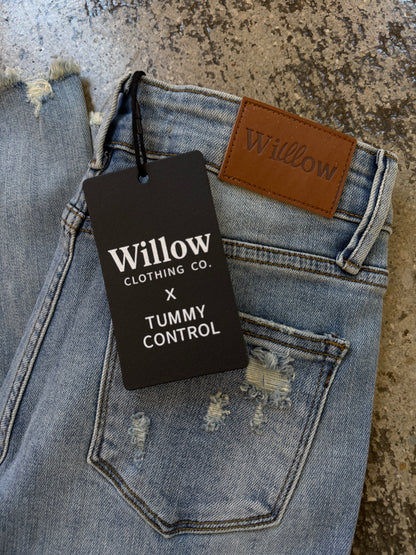 Willow
Willow
CLOTHING CO.
X
TUMMY
CONTROL